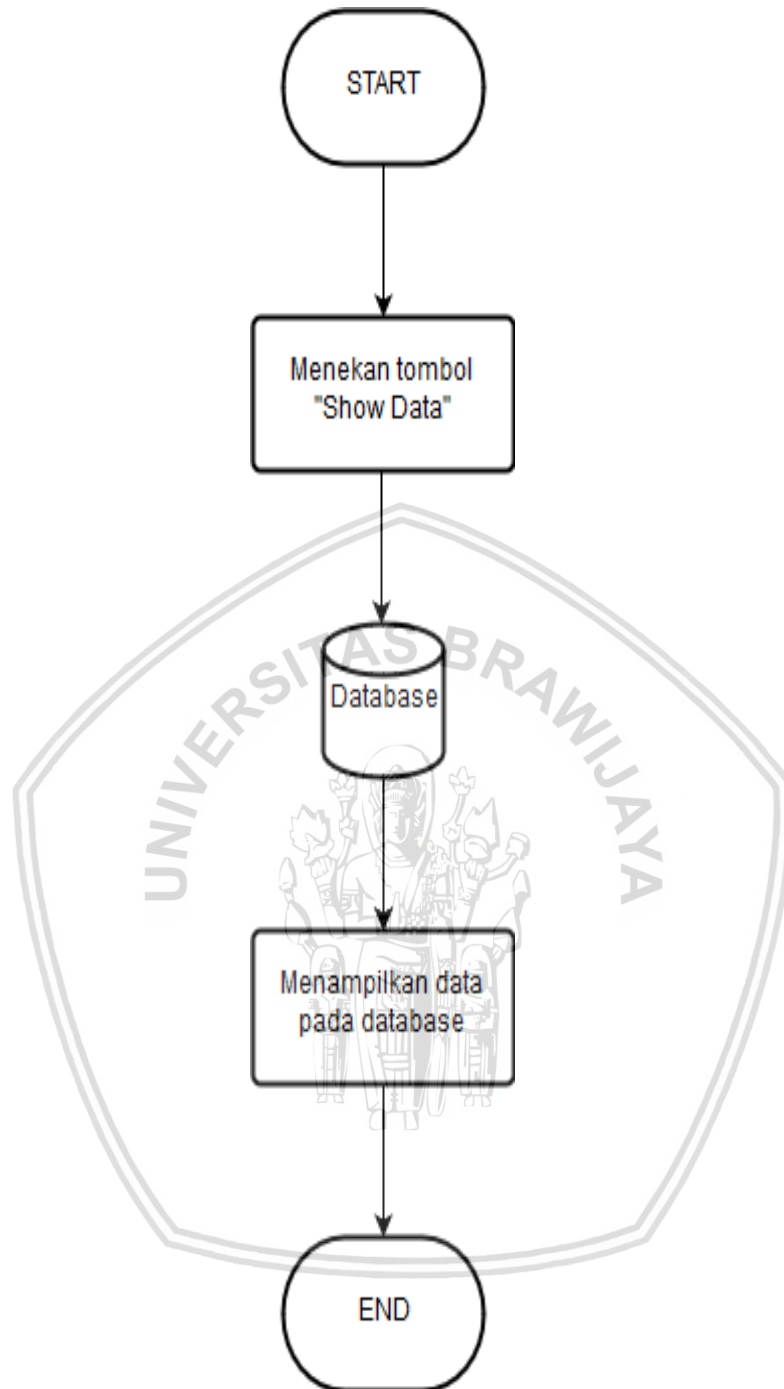 START
Menekan tombol
"Show Data"
UNIVERSITAS BRAWIJAYA
Database
Menampilkan data
pada database
END